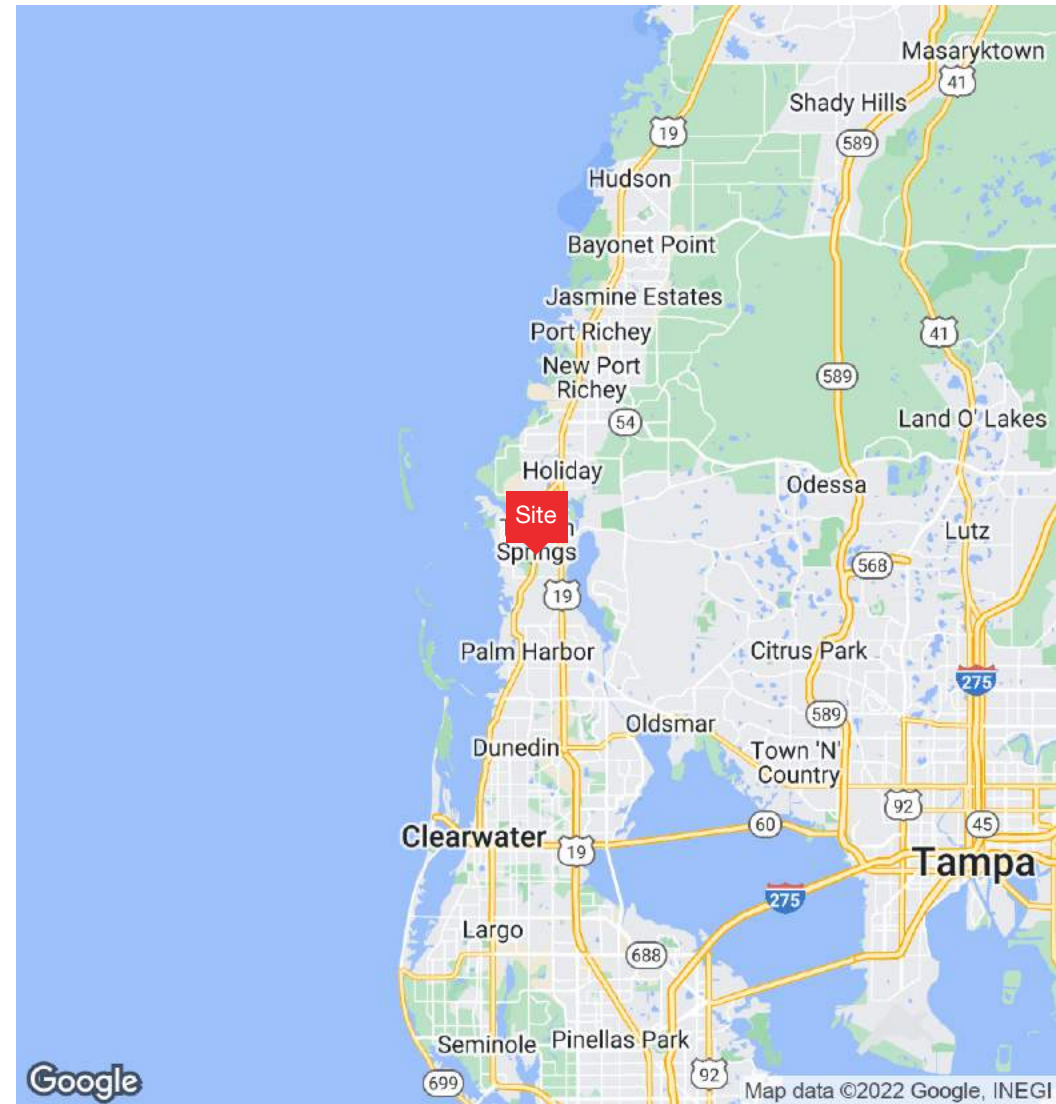 Masaryktown
41
Shady Hills
19
589
Hudson
Bayonet Point
Jasmine Estates
Port Richey
41
New Port
Richey
589
54
Land O' Lakes
Holiday
Odessa
Site
Lutz
Springs
568
19
Palm Harbor
Citrus Park
275
589
Oldsmar
Dunedin
Town 'N'
Country
92
60
45
Clearwater
19
Tampa
275
Largo
688
Seminole
Pinellas Park
92
699
Google
Map data ©2022 Google, INEGI